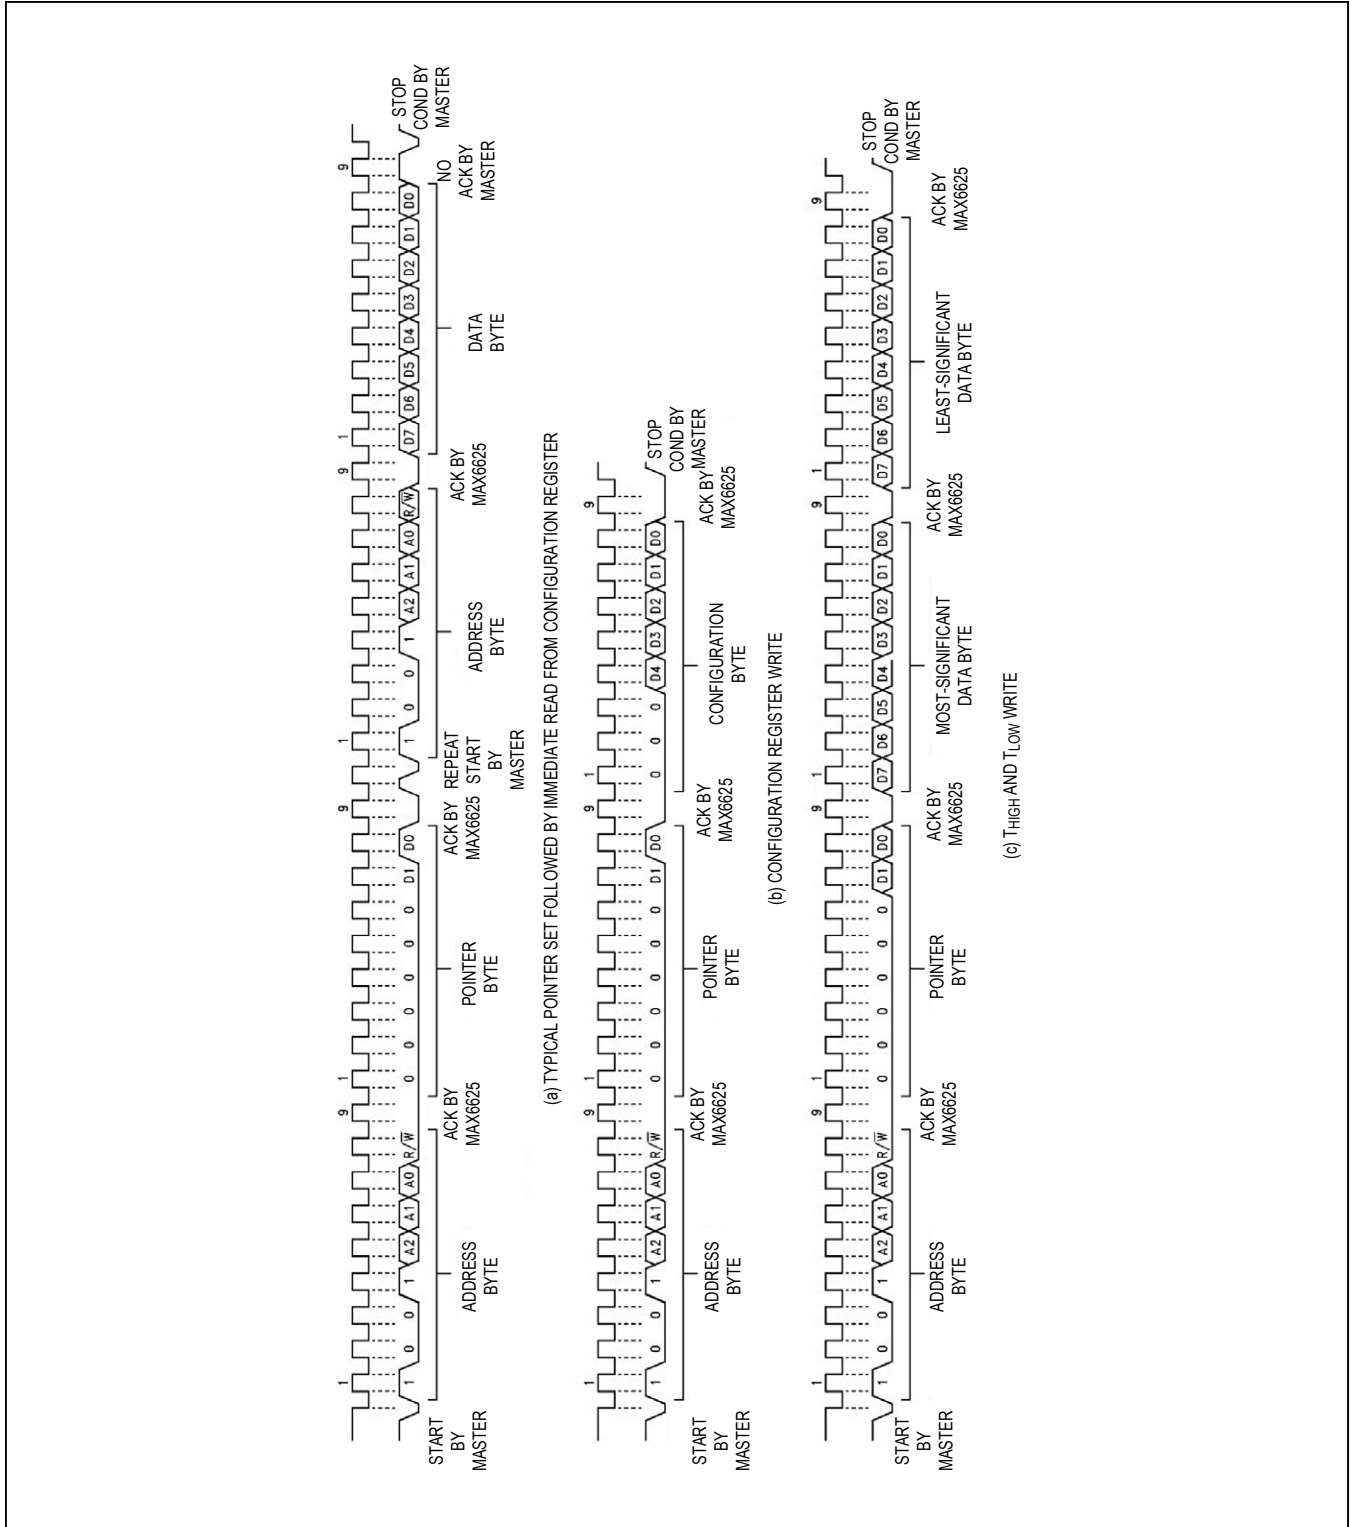 1 9 1 9 1 9 1 9
1 0 0 1 A2 A1 A0 R/W̅ 0 0 0 0 0 0 D1 D0 1 0 0 1 A2 A1 A0 R/W̅ D7 D6 D5 D4 D3 D2 D1 D0
START
BY
MASTER
ADDRESS
BYTE
ACK BY
MAX6625
POINTER
BYTE
ACK BY
MAX6625
REPEAT
START
BY
MASTER
ADDRESS
BYTE
ACK BY
MAX6625
DATA
BYTE
NO
ACK BY
MASTER
STOP
COND BY
MASTER
(a) TYPICAL POINTER SET FOLLOWED BY IMMEDIATE READ FROM CONFIGURATION REGISTER
1 9 1 9 1 9
1 0 0 1 A2 A1 A0 R/W̅ 0 0 0 0 0 0 D1 D0 0 0 0 D4 D3 D2 D1 D0
START
BY
MASTER
ADDRESS
BYTE
ACK BY
MAX6625
POINTER
BYTE
ACK BY
MAX6625
CONFIGURATION
BYTE
ACK BY
MAX6625
STOP
COND BY
MASTER
(b) CONFIGURATION REGISTER WRITE
1 9 1 9 1 9 1 9
1 0 0 1 A2 A1 A0 R/W̅ 0 0 0 0 0 0 D1 D0 D7 D6 D5 D4 D3 D2 D1 D0 D7 D6 D5 D4 D3 D2 D1 D0
START
BY
MASTER
ADDRESS
BYTE
ACK BY
MAX6625
POINTER
BYTE
ACK BY
MAX6625
MOST-SIGNIFICANT
DATA BYTE
ACK BY
MAX6625
LEAST-SIGNIFICANT
DATA BYTE
ACK BY
MAX6625
STOP
COND BY
MASTER
(c) THIGH AND TLOW WRITE